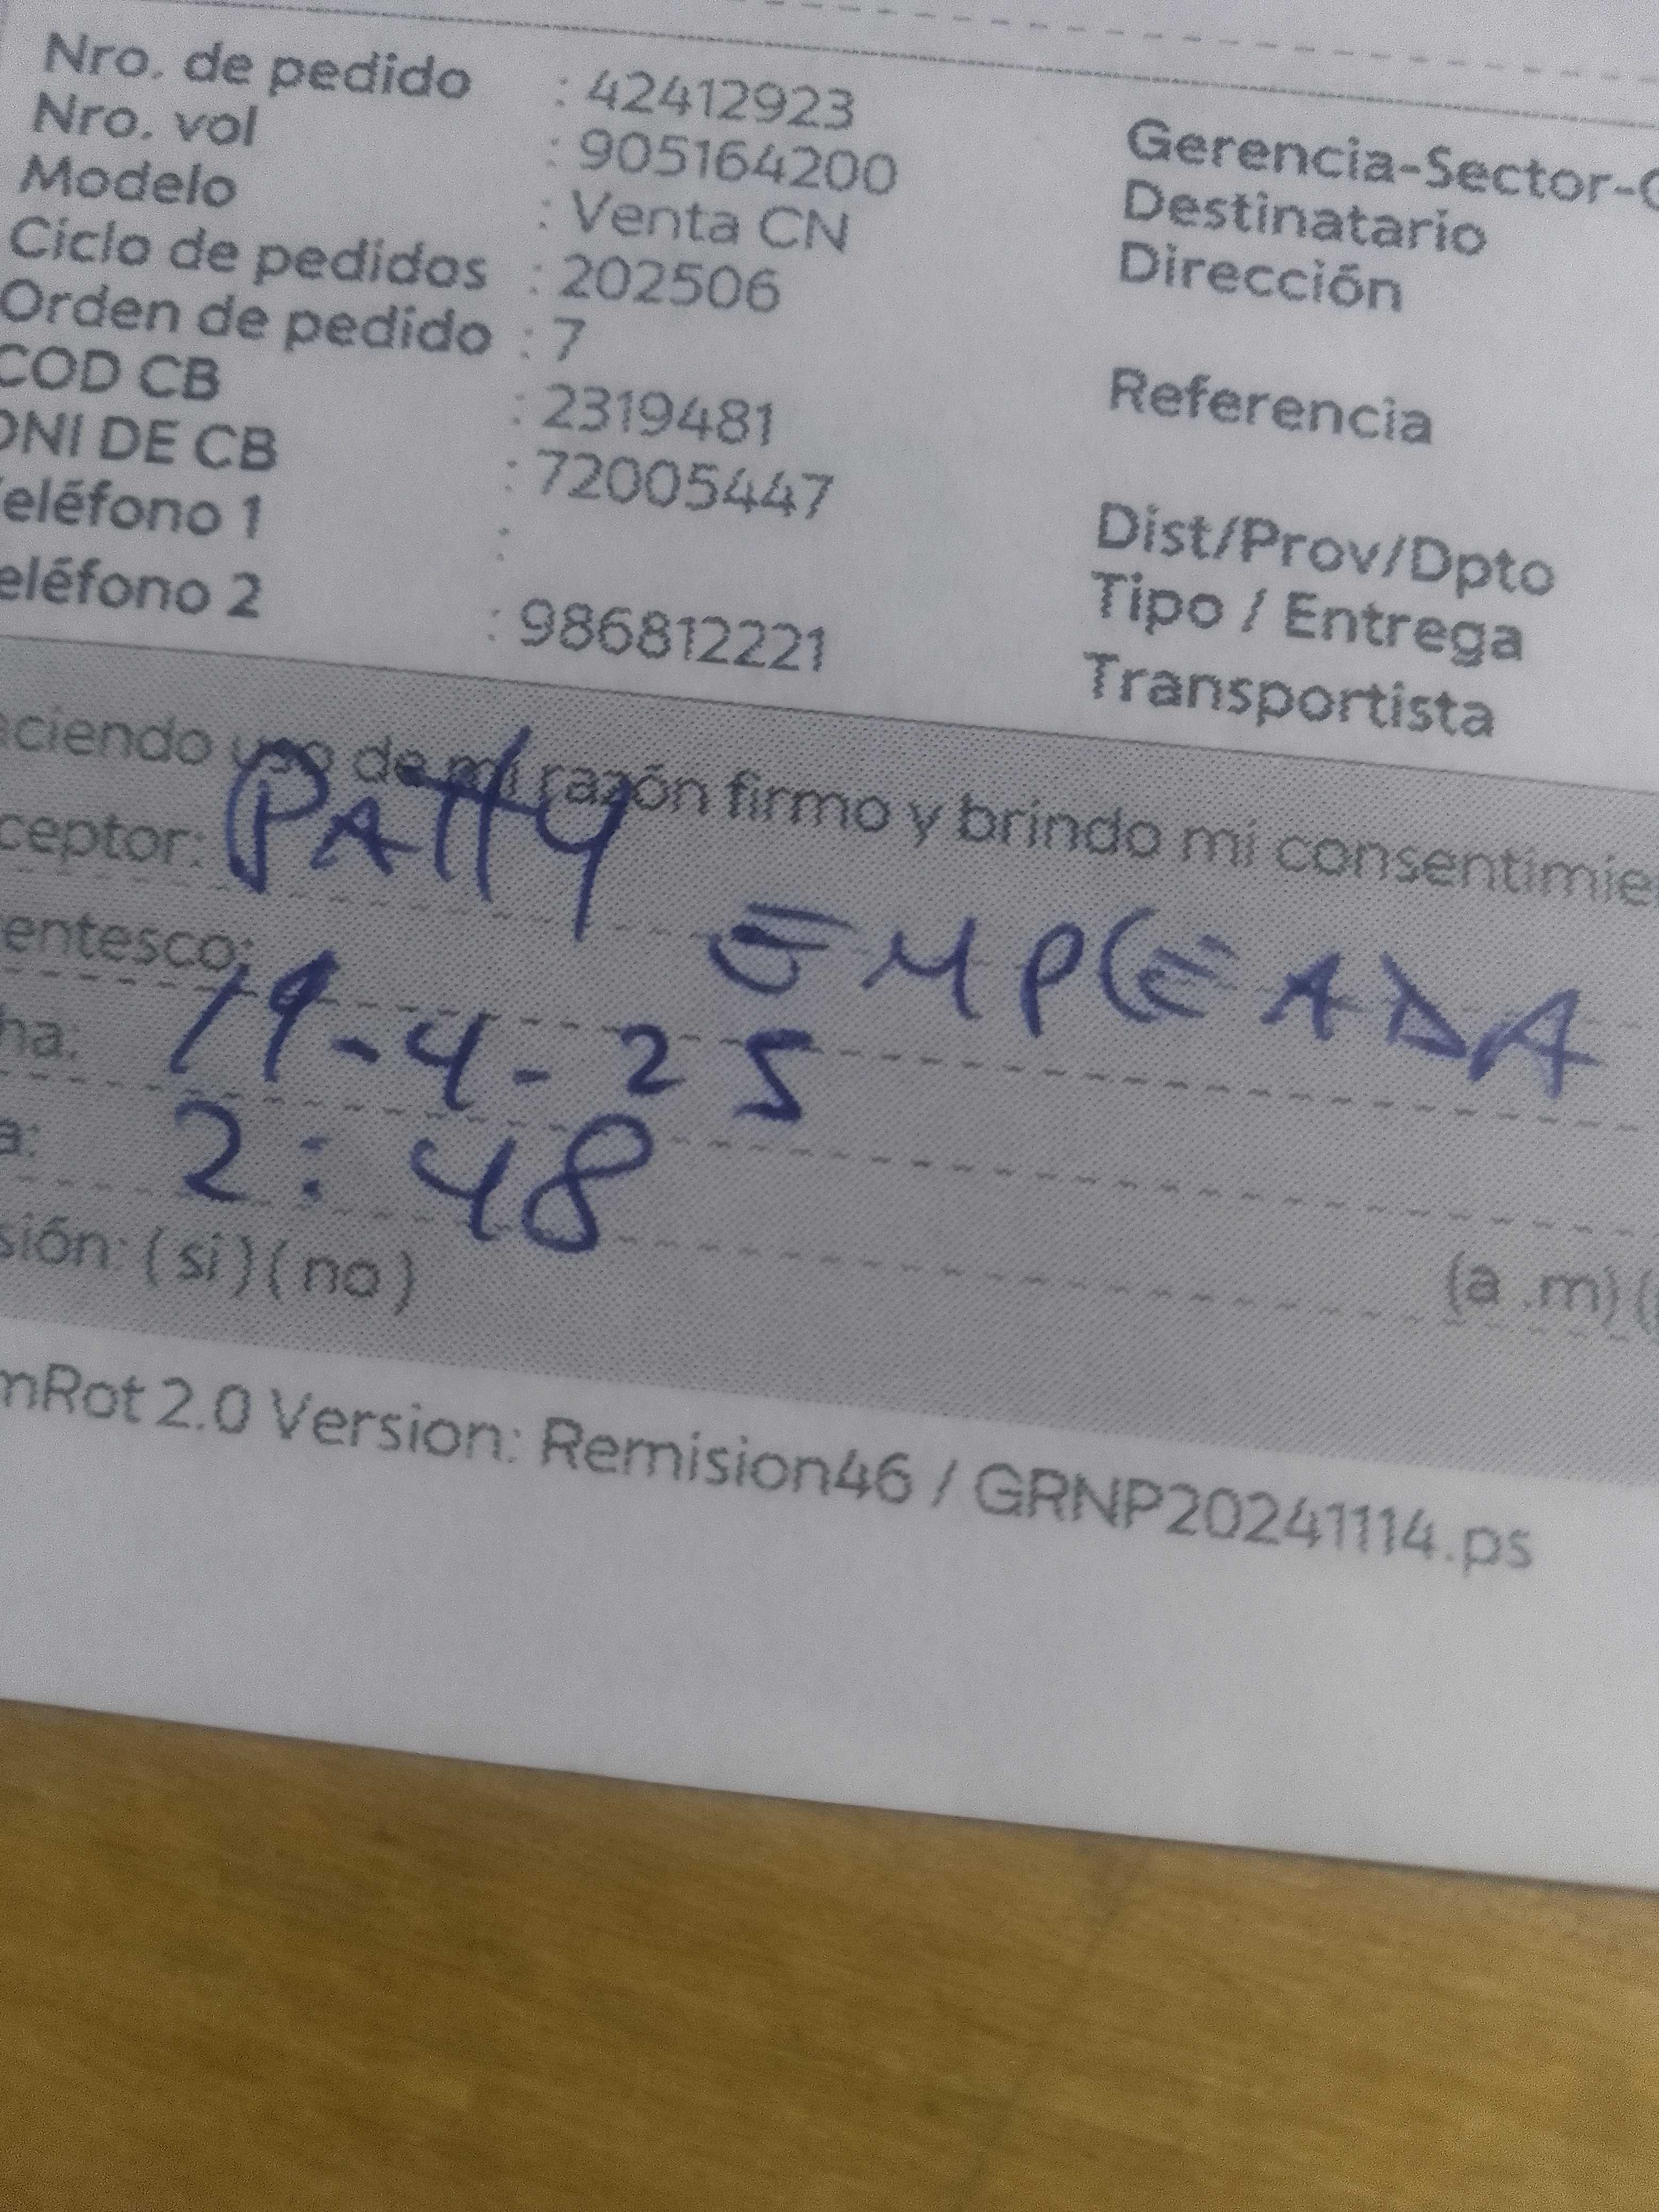 Nro. de pedido : 42412923
Nro. vol : 905164200
Modelo : Venta CN
Ciclo de pedidos : 202506
Orden de pedido : 7
COD CB : 2319481
DNI DE CB : 72005447
eléfono 1 :
eléfono 2 : 986812221
Gerencia-Sector-
Destinatario
Dirección
Referencia
Dist/Prov/Dpto
Tipo / Entrega
Transportista
aciendo uso de mi razón firmo y brindo mi consentimie
ceptor: PATTY
entesco: EMPLEADA
ha: 19-4-25
a: 2:48 (a .m) (
sión: ( si ) ( no )
mRot 2.0 Version: Remision46 / GRNP20241114.ps